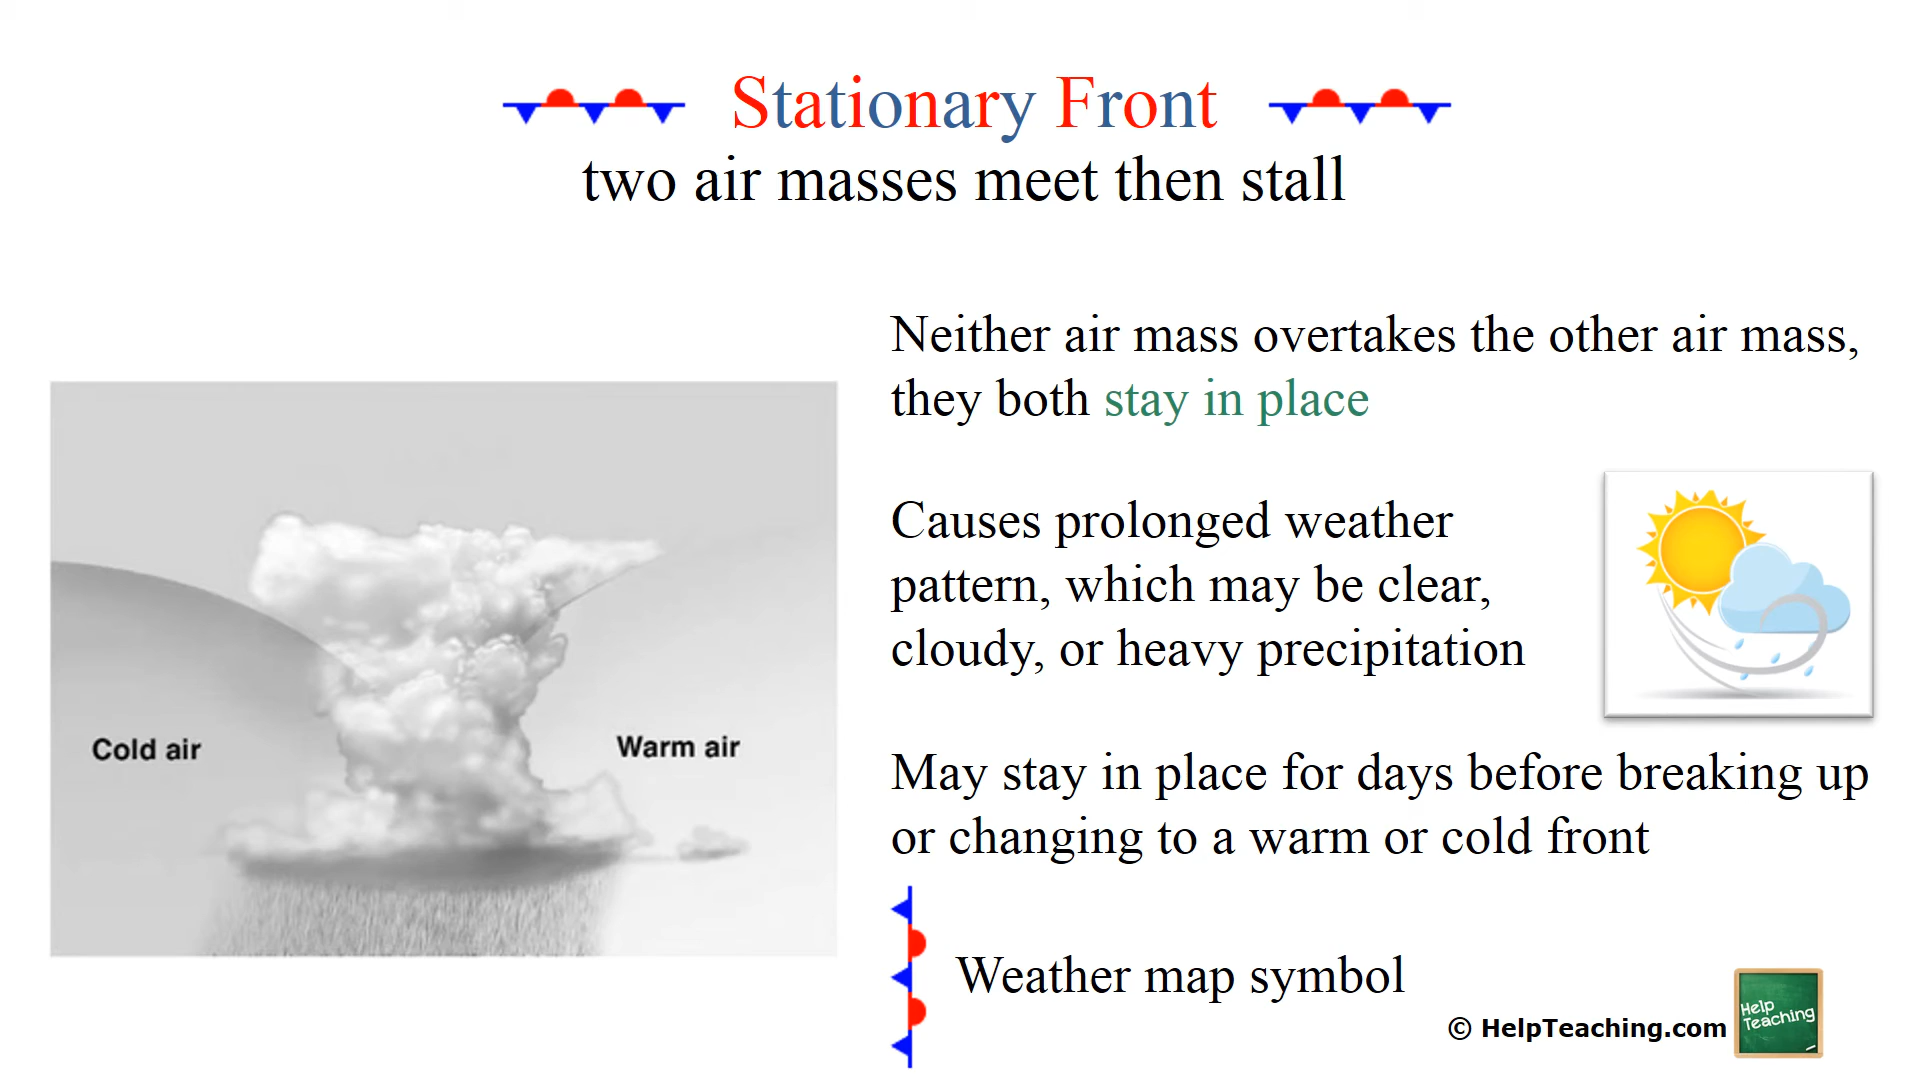 Stationary Front
two air masses meet then stall
Neither air mass overtakes the other air mass,
they both stay in place
Causes prolonged weather
pattern, which may be clear,
cloudy, or heavy precipitation
Cold air
Warm air
May stay in place for days before breaking up
or changing to a warm or cold front
Weather map symbol
© HelpTeaching.com
Help
Teaching